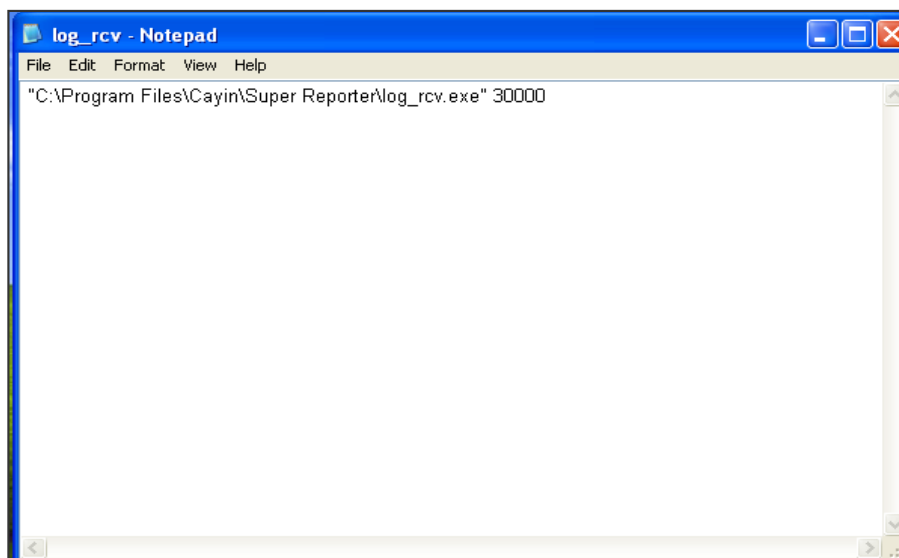 log_rcv - Notepad
File Edit Format View Help
"C:\Program Files\Cayin\Super Reporter\log_rcv.exe" 30000